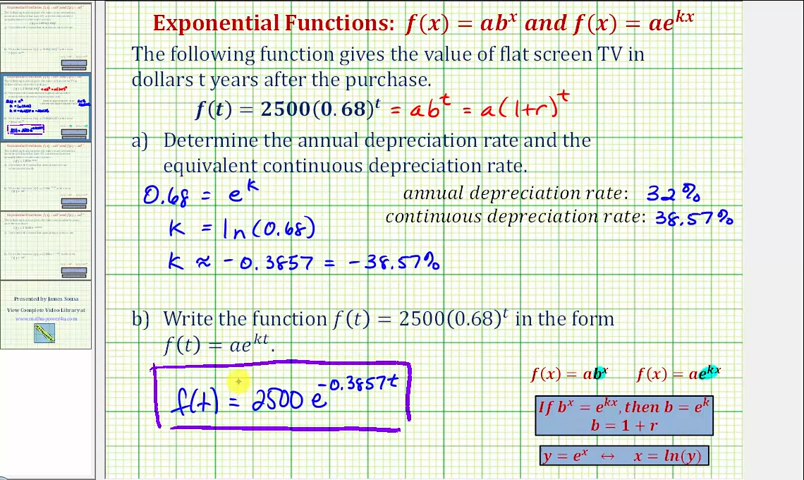 Exponential Functions: f(x) = ab^x and f(x) = ae^{kx}
The following function gives the value of flat screen TV in
dollars t years after the purchase.
f(t) = 2500(0.68)^t = ab^t = a(1+r)^t
a) Determine the annual depreciation rate and the
equivalent continuous depreciation rate.
0.68 = e^k
annual depreciation rate: 32%
k = ln(0.68)
continuous depreciation rate: 38.57%
k ≈ -0.3857 = -38.57%
b) Write the function f(t) = 2500(0.68)^t in the form
f(t) = ae^{kt}.
f(t) = 2500 e^{-0.3857t}
f(x) = ab^x f(x) = ae^{kx}
If b^x = e^{kx}, then b = e^k
b = 1 + r
y = e^x ↔ x = ln(y)
Presented by James Sousa
View Complete Video Library at